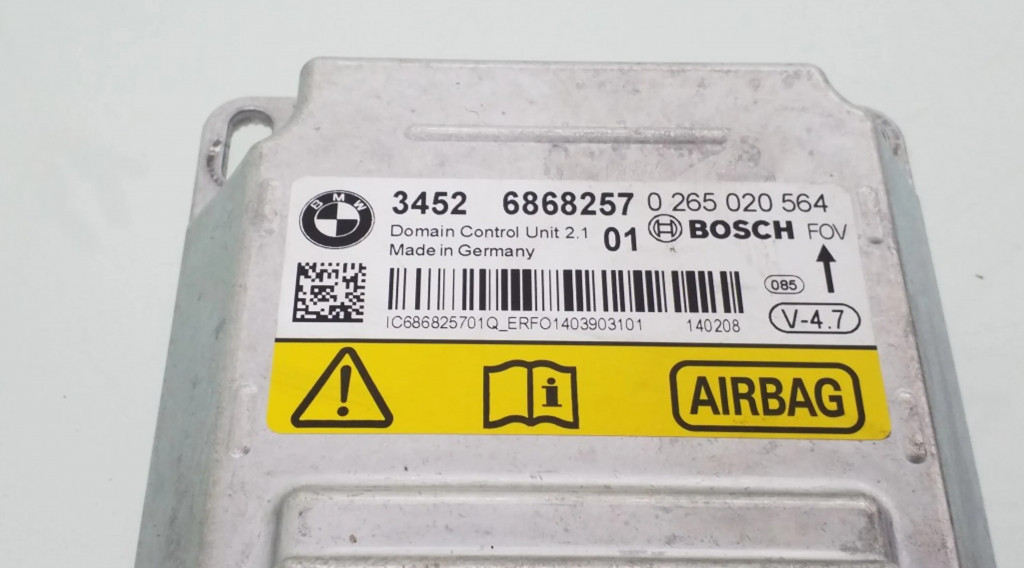 BMW
3452 6868257 0 265 020 564
Domain Control Unit 2.1 01 BOSCH FOV
Made in Germany
085
IC686825701Q_ERFO1403903101 140208 V-4.7
AIRBAG